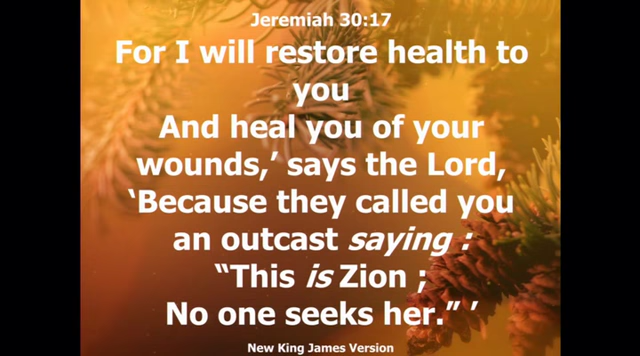 Jeremiah 30:17
For I will restore health to
you
And heal you of your
wounds,’ says the Lord,
‘Because they called you
an outcast saying :
“This is Zion ;
No one seeks her.” ’
New King James Version